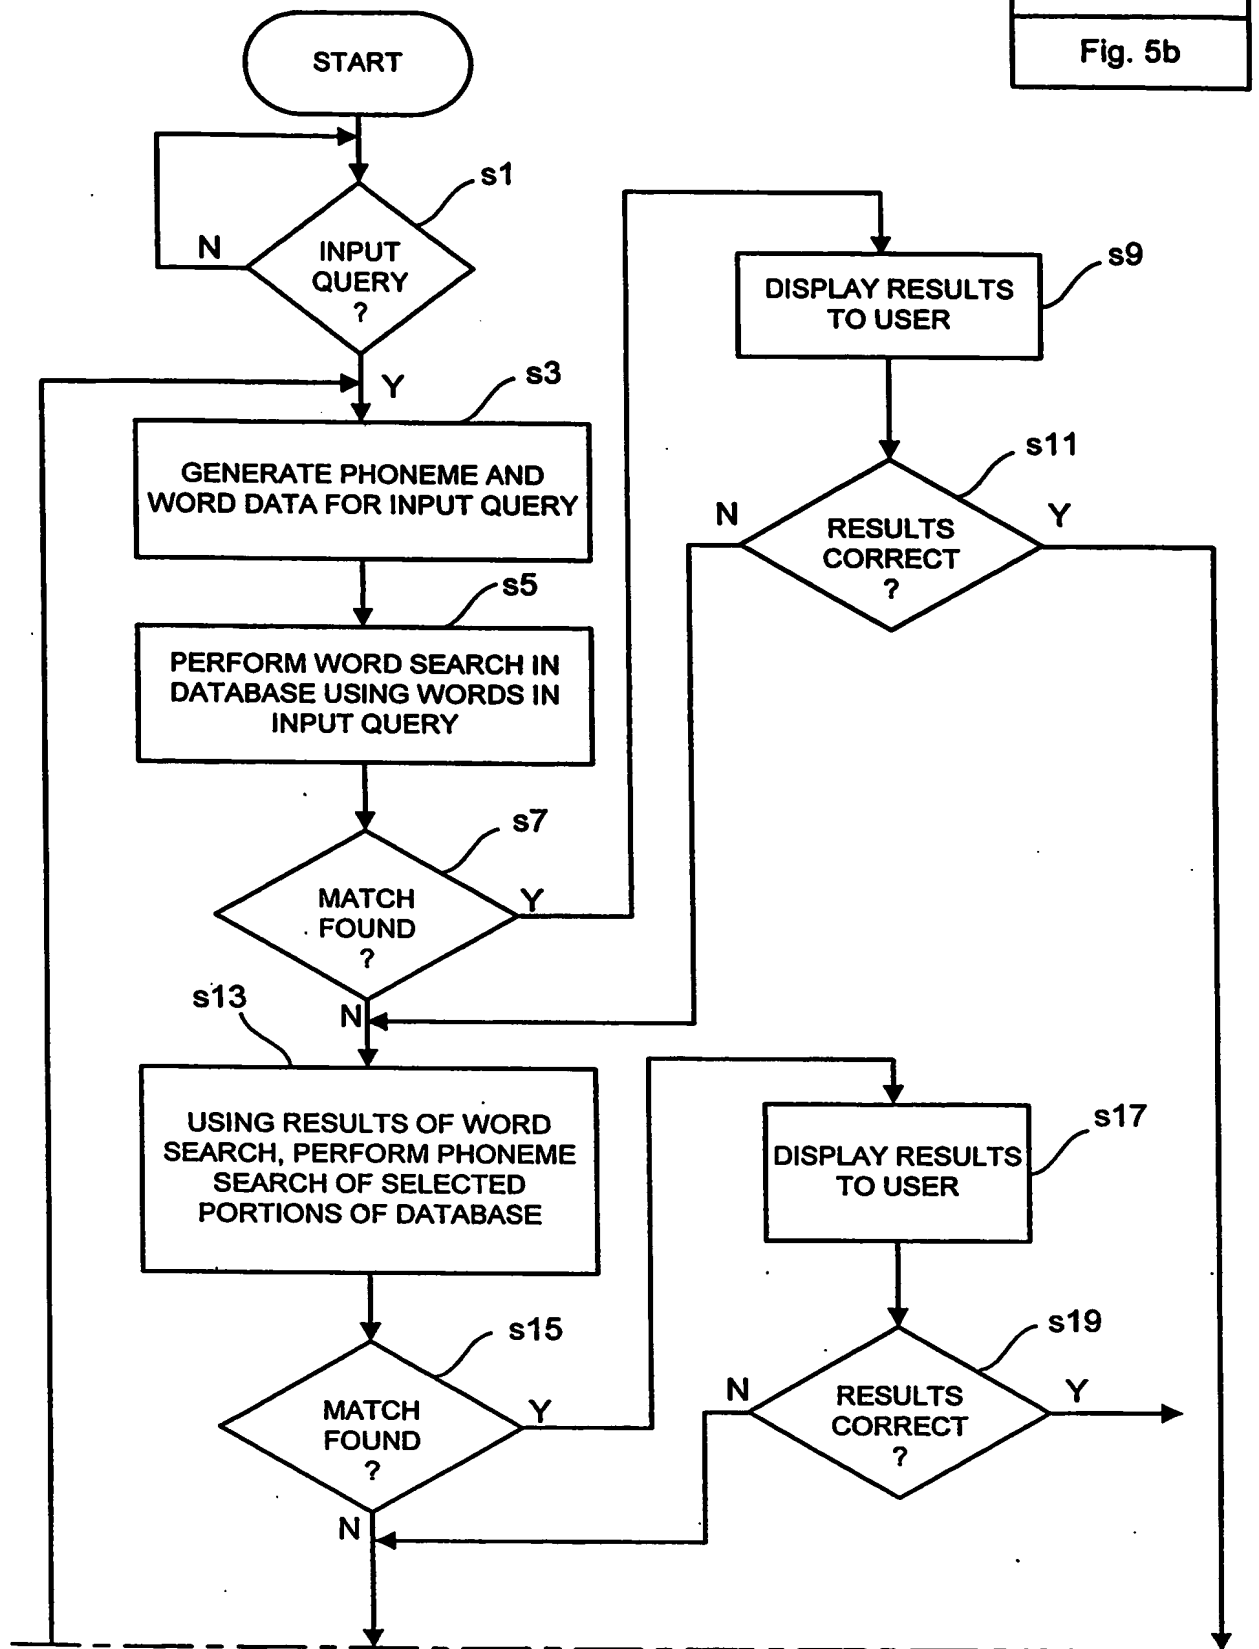 Fig. 5b
START
s1
N
INPUT
QUERY
?
Y
s3
GENERATE PHONEME AND
WORD DATA FOR INPUT QUERY
s5
PERFORM WORD SEARCH IN
DATABASE USING WORDS IN
INPUT QUERY
s7
MATCH
FOUND
?
Y
N
s9
DISPLAY RESULTS
TO USER
s11
N
RESULTS
CORRECT
?
Y
s13
USING RESULTS OF WORD
SEARCH, PERFORM PHONEME
SEARCH OF SELECTED
PORTIONS OF DATABASE
s15
MATCH
FOUND
?
Y
N
s17
DISPLAY RESULTS
TO USER
s19
N
RESULTS
CORRECT
?
Y